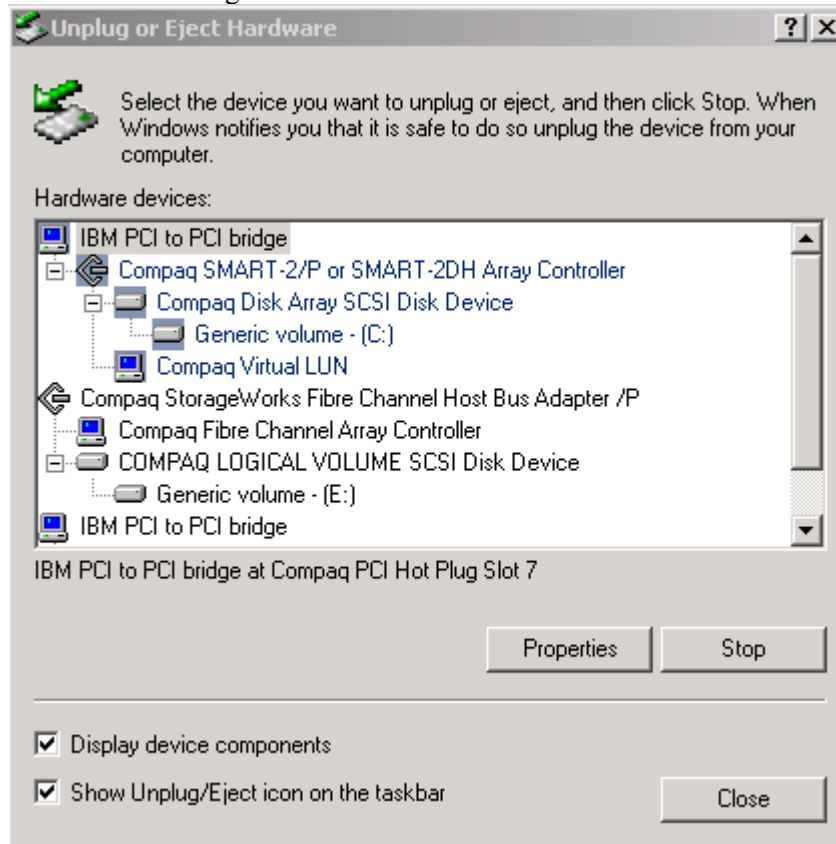 Unplug or Eject Hardware
Select the device you want to unplug or eject, and then click Stop. When
Windows notifies you that it is safe to do so unplug the device from your
computer.
Hardware devices:
IBM PCI to PCI bridge
Compaq SMART-2/P or SMART-2DH Array Controller
Compaq Disk Array SCSI Disk Device
Generic volume - (C:)
Compaq Virtual LUN
Compaq StorageWorks Fibre Channel Host Bus Adapter /P
Compaq Fibre Channel Array Controller
COMPAQ LOGICAL VOLUME SCSI Disk Device
Generic volume - (E:)
IBM PCI to PCI bridge
IBM PCI to PCI bridge at Compaq PCI Hot Plug Slot 7
Properties
Stop
Display device components
Show Unplug/Eject icon on the taskbar
Close